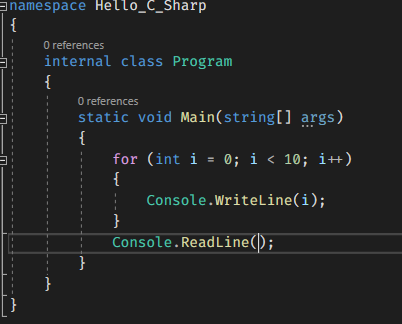 namespace Hello_C_Sharp
{
0 references
internal class Program
{
0 references
static void Main(string[] args)
{
for (int i = 0; i < 10; i++)
{
Console.WriteLine(i);
}
Console.ReadLine();
}
}
}